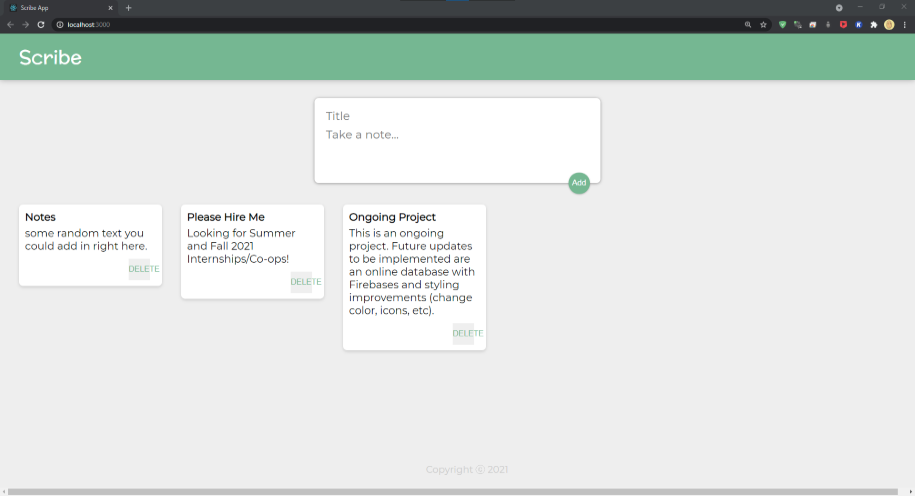 Scribe App
localhost:3000
Scribe
Title
Take a note...
Add
Notes
some random text you
could add in right here.
DELETE
Please Hire Me
Looking for Summer
and Fall 2021
Internships/Co-ops!
DELETE
Ongoing Project
This is an ongoing
project. Future updates
to be implemented are
an online database with
Firebases and styling
improvements (change
color, icons, etc).
DELETE
Copyright ⓒ 2021